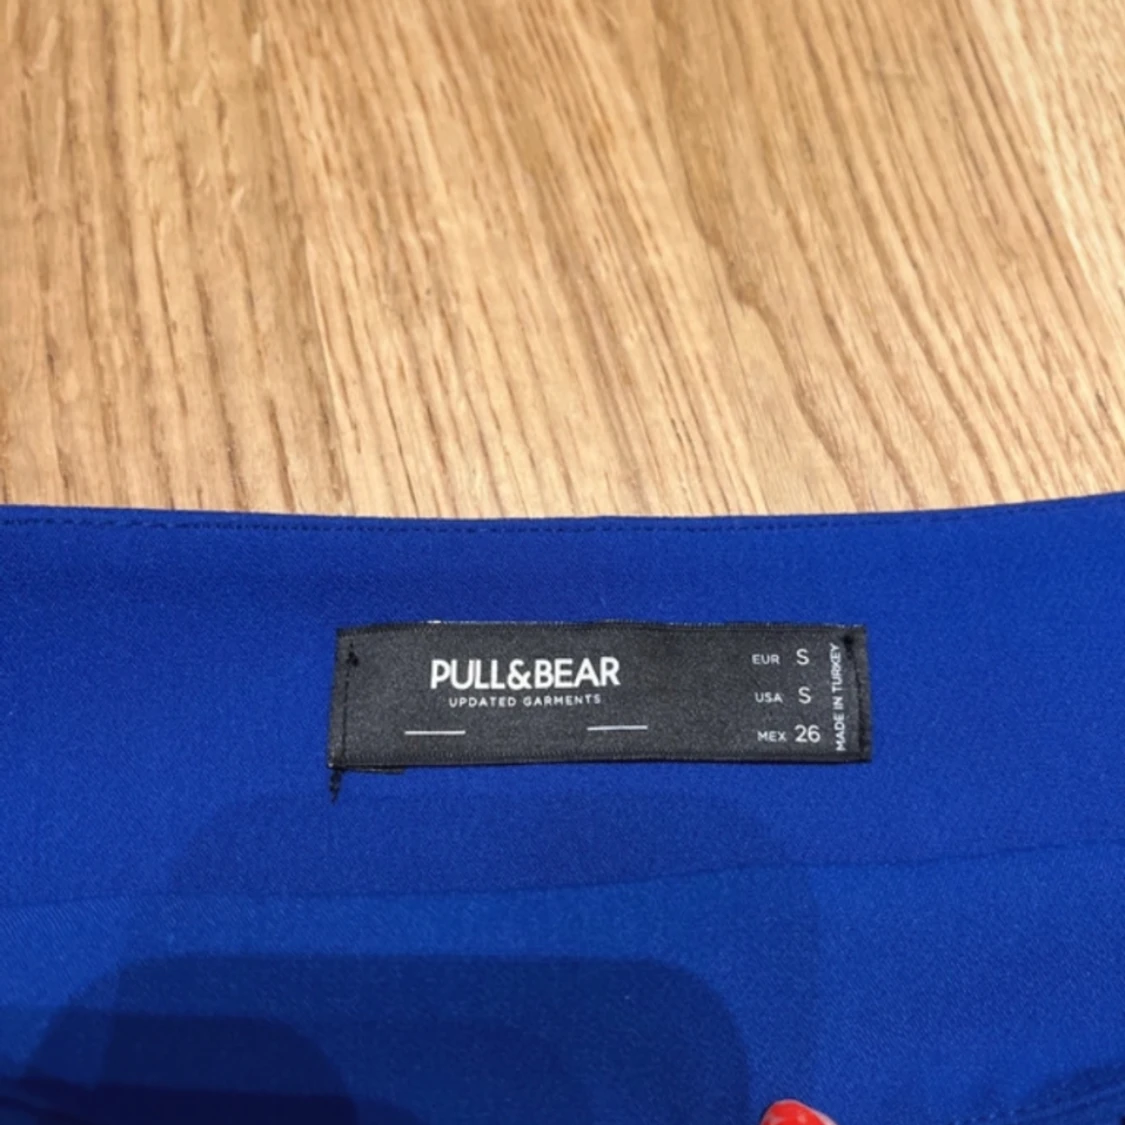 PULL&BEAR
UPDATED GARMENTS
EUR S
USA S
MEX 26
MADE IN TURKEY